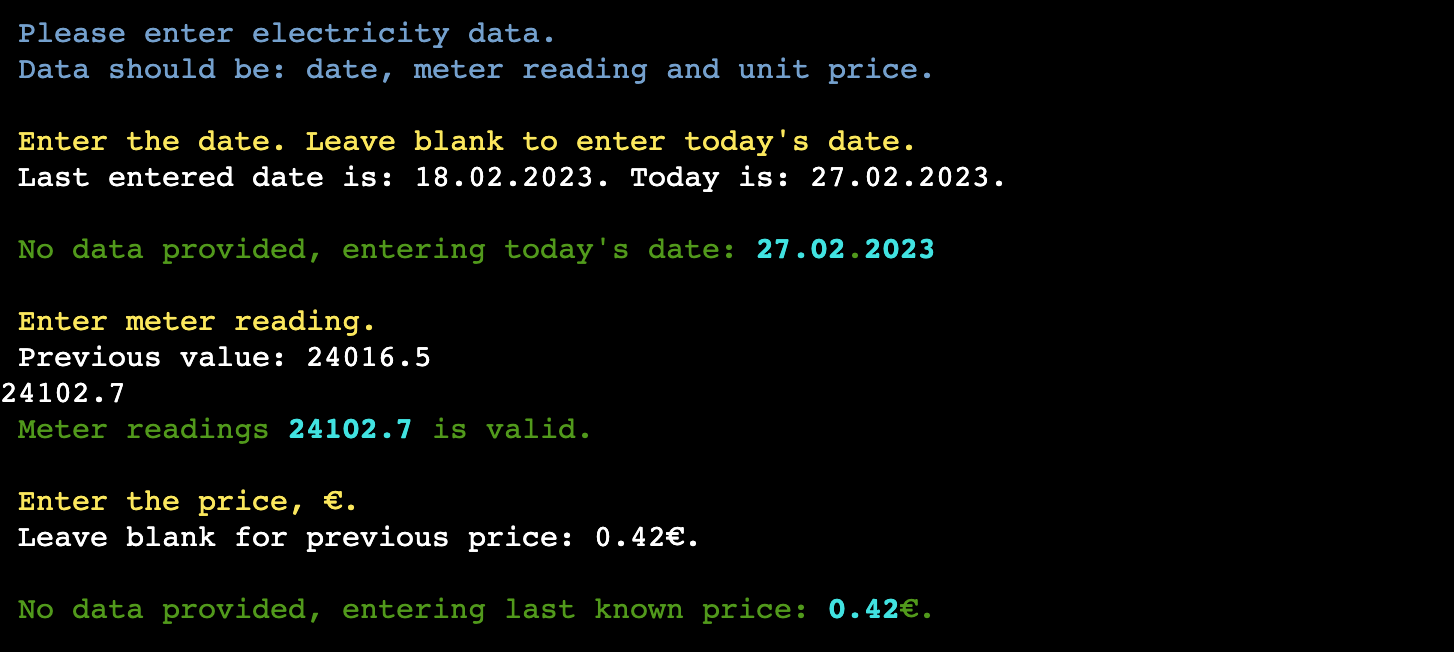 Please enter electricity data.
Data should be: date, meter reading and unit price.
Enter the date. Leave blank to enter today's date.
Last entered date is: 18.02.2023. Today is: 27.02.2023.
No data provided, entering today's date: 27.02.2023
Enter meter reading.
Previous value: 24016.5
24102.7
Meter readings 24102.7 is valid.
Enter the price, €.
Leave blank for previous price: 0.42€.
No data provided, entering last known price: 0.42€.